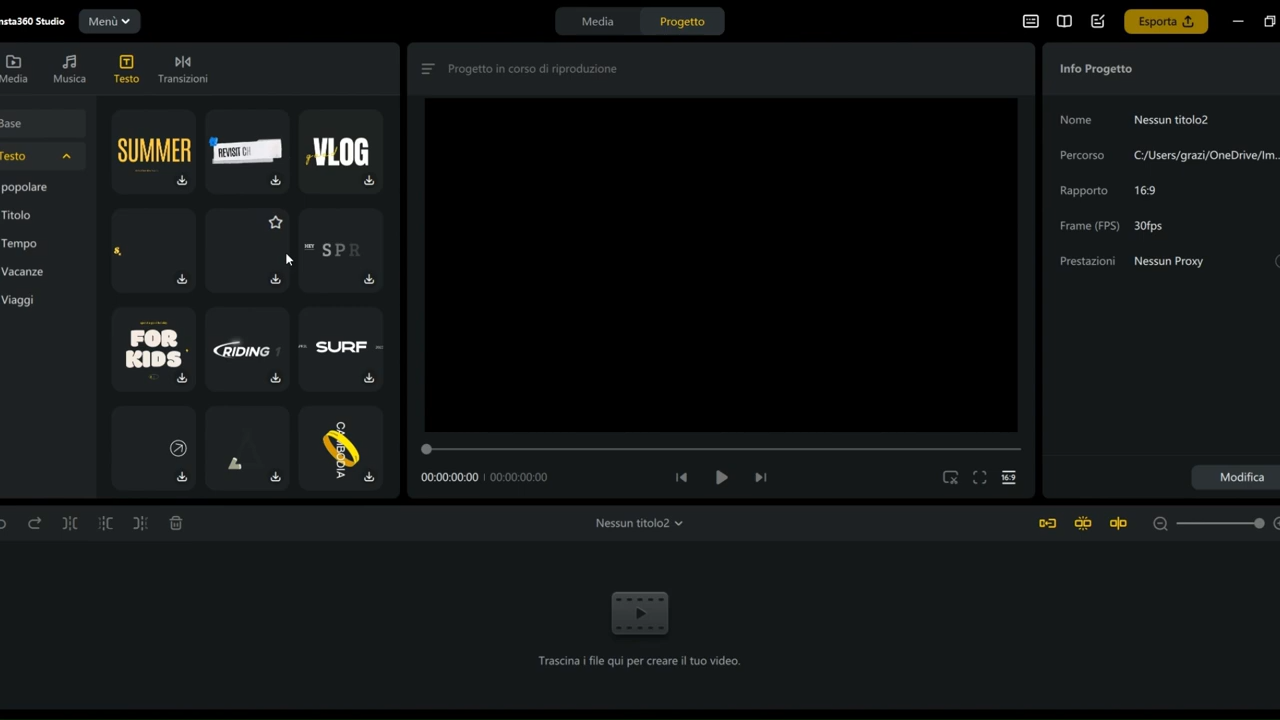 nsta360 Studio
Menù
Media
Progetto
Esporta
Media
Musica
Testo
Transizioni
Base
Testo
popolare
Titolo
Tempo
Vacanze
Viaggi
SUMMER
REVISIT
VLOG
S.
HEY
SPR
FOR
KIDS
RIDING
SURF
CAMBODIA
Progetto in corso di riproduzione
00:00:00:00 | 00:00:00:00
16:9
Info Progetto
Nome Nessun titolo2
Percorso C:/Users/grazi/OneDrive/Im...
Rapporto 16:9
Frame (FPS) 30fps
Prestazioni Nessun Proxy
Modifica
Nessun titolo2
Trascina i file qui per creare il tuo video.